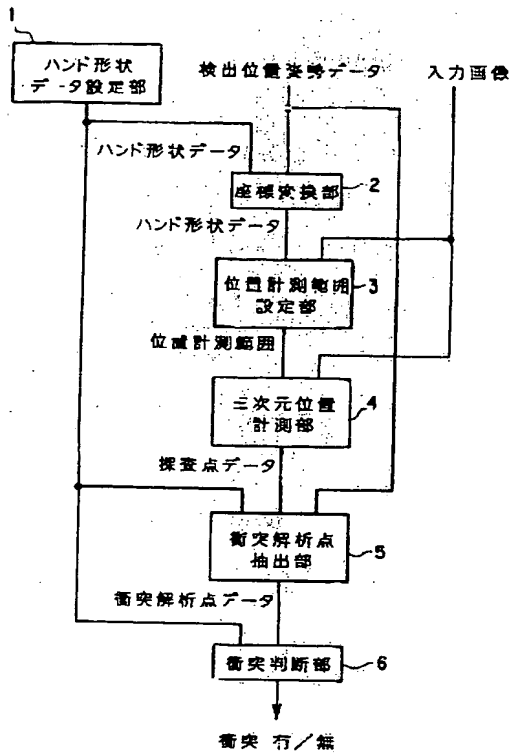 1
ハンド形状
データ設定部
検出位置姿勢データ
入力画像
ハンド形状データ
座標変換部
2
ハンド形状データ
位置計測範囲
設定部
3
位置計測範囲
三次元位置
計測部
4
探査点データ
衝突解析点
抽出部
5
衝突解析点データ
衝突判断部
6
衝突 有/無